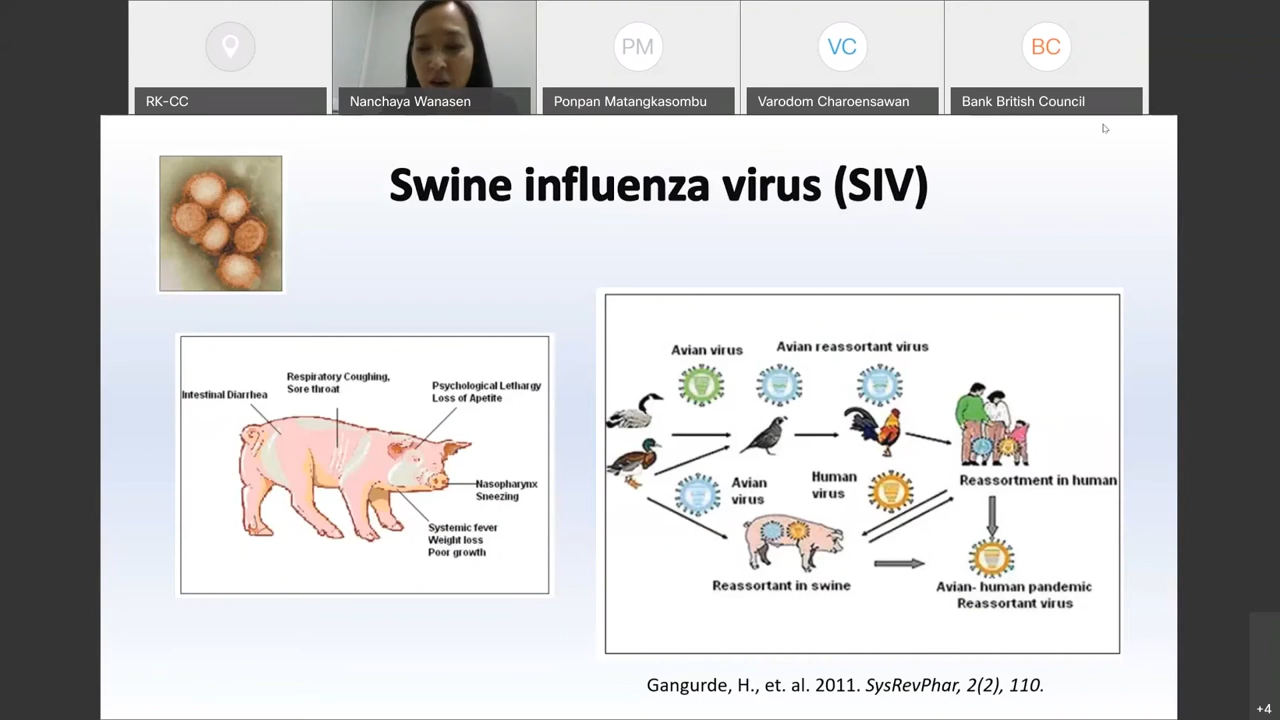 PM
VC
BC
RK-CC
Nanchaya Wanasen
Ponpan Matangkasombu
Varodom Charoensawan
Bank British Council
Swine influenza virus (SIV)
Intestinal Diarrhea
Respiratory Coughing,
Sore throat
Psychological Lethargy
Loss of Apetite
Nasopharynx
Sneezing
Systemic fever
Weight loss
Poor growth
Avian virus
Avian reassortant virus
Avian
virus
Human
virus
Reassortment in human
Reassortant in swine
Avian- human pandemic
Reassortant virus
Gangurde, H., et. al. 2011. SysRevPhar, 2(2), 110.
+4